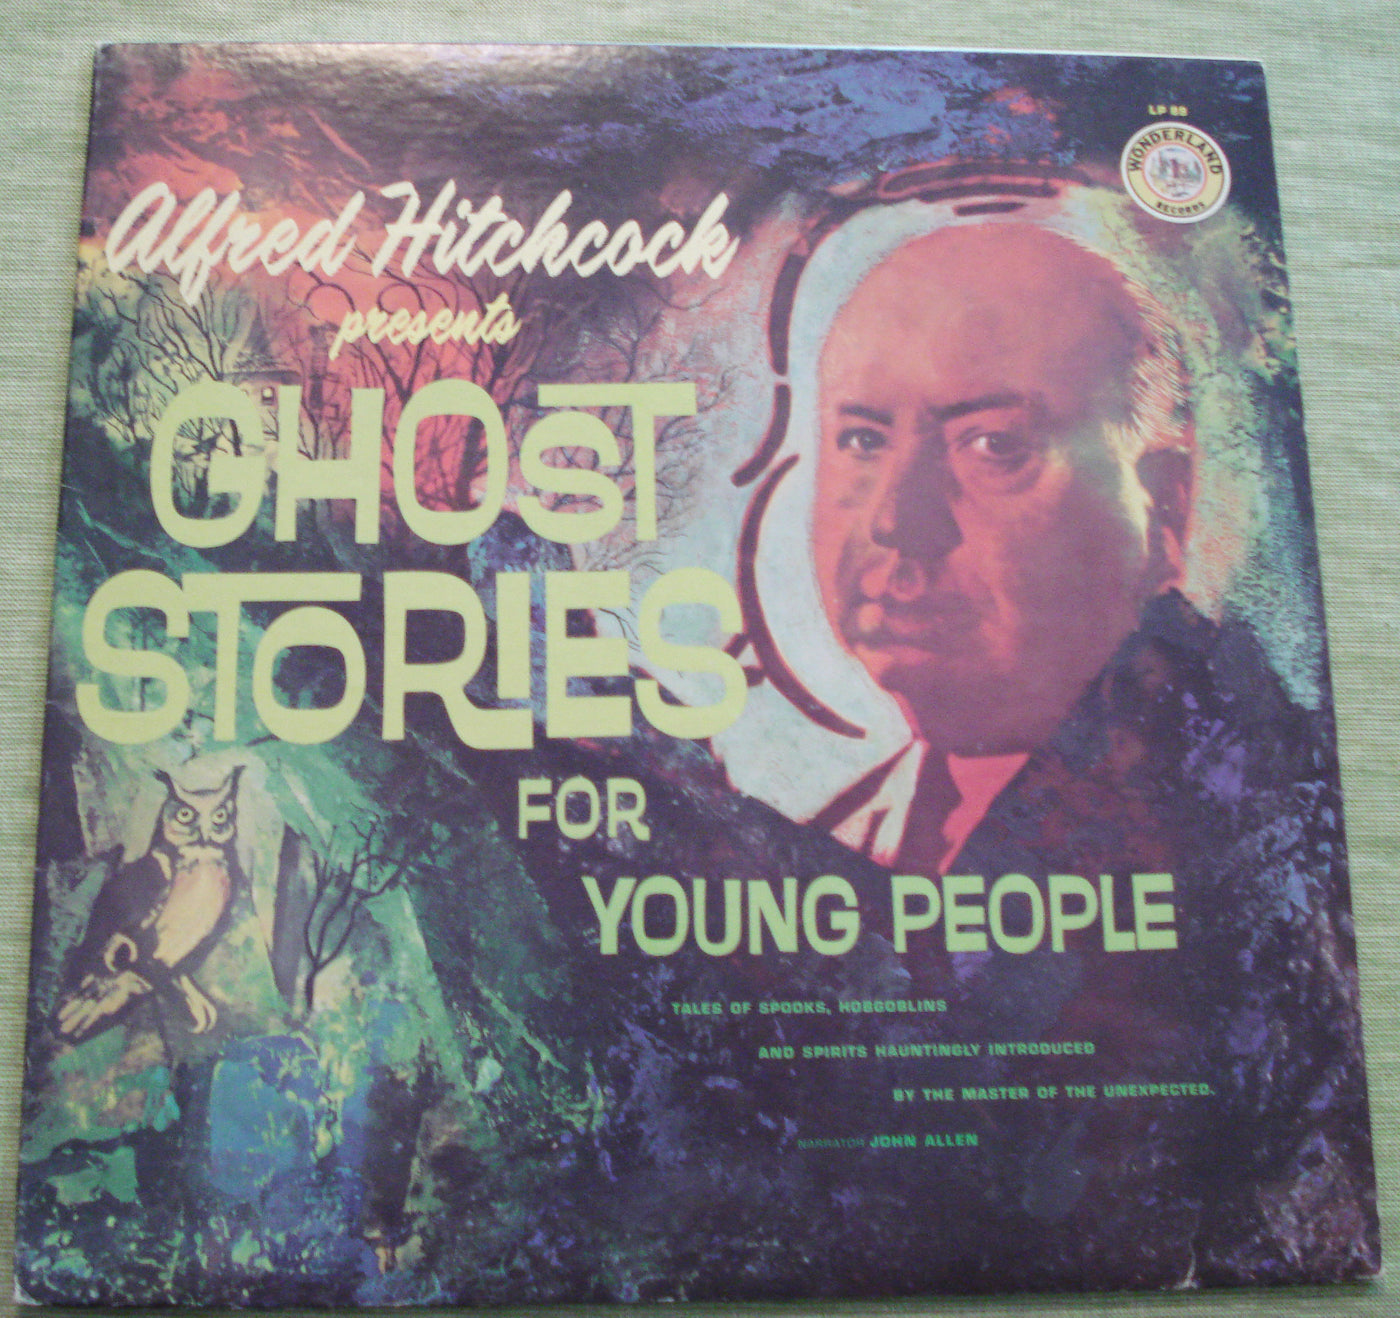 LP 89
WONDERLAND
RECORDS
Alfred Hitchcock
presents
GHOST
STORIES
FOR
YOUNG PEOPLE
TALES OF SPOOKS, HOBGOBLINS
AND SPIRITS HAUNTINGLY INTRODUCED
BY THE MASTER OF THE UNEXPECTED.
NARRATOR JOHN ALLEN